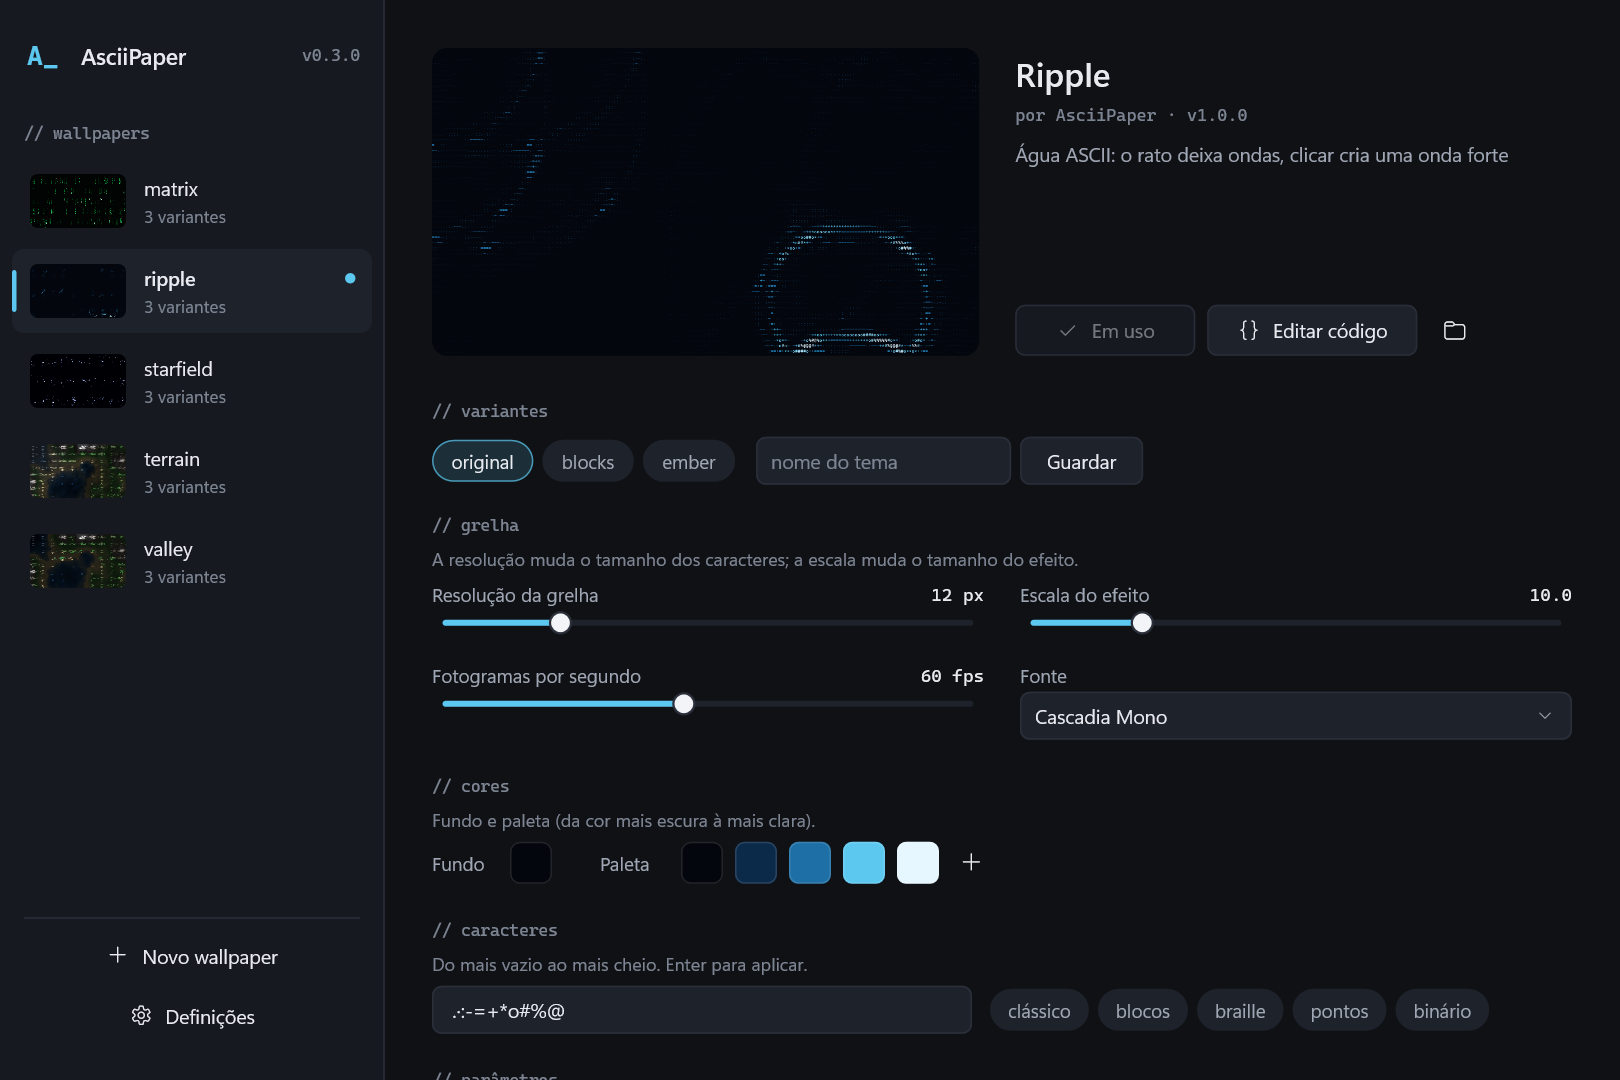 A_ AsciiPaper v0.3.0
// wallpapers
matrix
3 variantes
ripple
3 variantes
starfield
3 variantes
terrain
3 variantes
valley
3 variantes
+ Novo wallpaper
Definições
Ripple
por AsciiPaper · v1.0.0
Água ASCII: o rato deixa ondas, clicar cria uma onda forte
Em uso {} Editar código
// variantes
original blocks ember nome do tema Guardar
// grelha
A resolução muda o tamanho dos caracteres; a escala muda o tamanho do efeito.
Resolução da grelha 12 px Escala do efeito 10.0
Fotogramas por segundo 60 fps Fonte
Cascadia Mono
// cores
Fundo e paleta (da cor mais escura à mais clara).
Fundo Paleta +
// caracteres
Do mais vazio ao mais cheio. Enter para aplicar.
.·:-=+*o#%@ clássico blocos braille pontos binário
// parâmetros